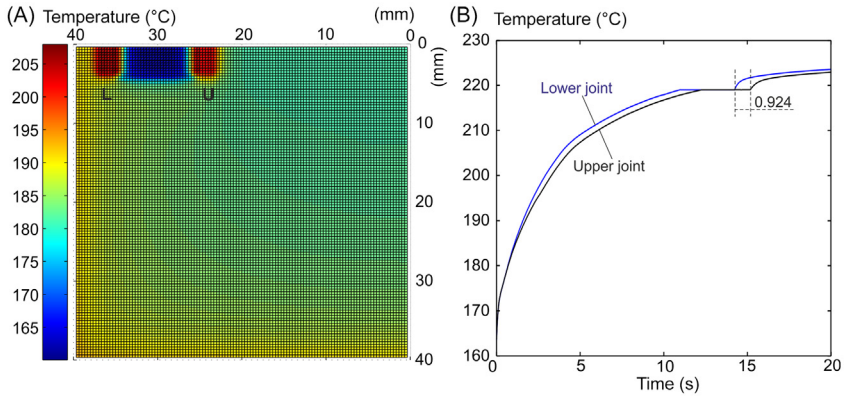 (A) Temperature (°C) (mm)
40 30 20 10 0
0
(mm)
205
200
195
190
185
180
175
170
165
L U
10
20
30
40
(B) Temperature (°C)
230
220
210
200
190
180
170
160
Lower joint
Upper joint
0.924
0 5 10 15 20
Time (s)